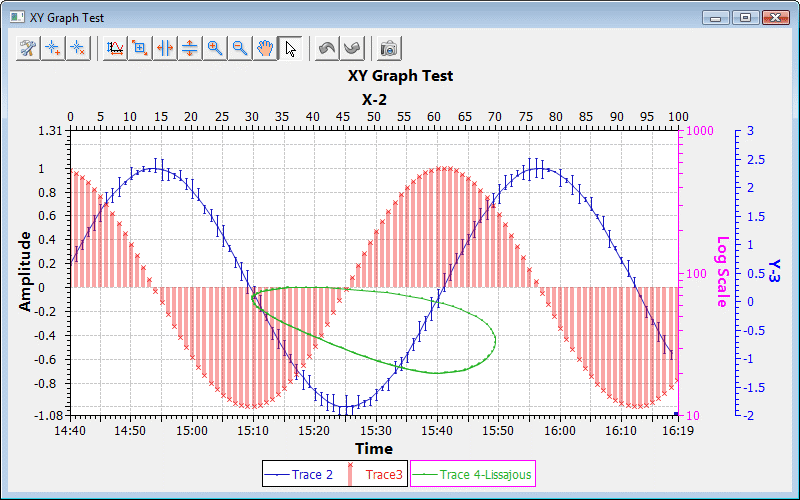 XY Graph Test
XY Graph Test
X-2
0 5 10 15 20 25 30 35 40 45 50 55 60 65 70 75 80 85 90 95 100
1.31 1000 3
2.5
1
0.8 2
0.6 1.5
0.4 1
0.2 100 0.5
0 0
-0.2 -0.5
-0.4
-0.6 -1
-0.8 -1.5
-1.08 10 -2
Amplitude
Log Scale
Y-3
14:40 14:50 15:00 15:10 15:20 15:30 15:40 15:50 16:00 16:10 16:19
Time
Trace 2 Trace3 Trace 4-Lissajous